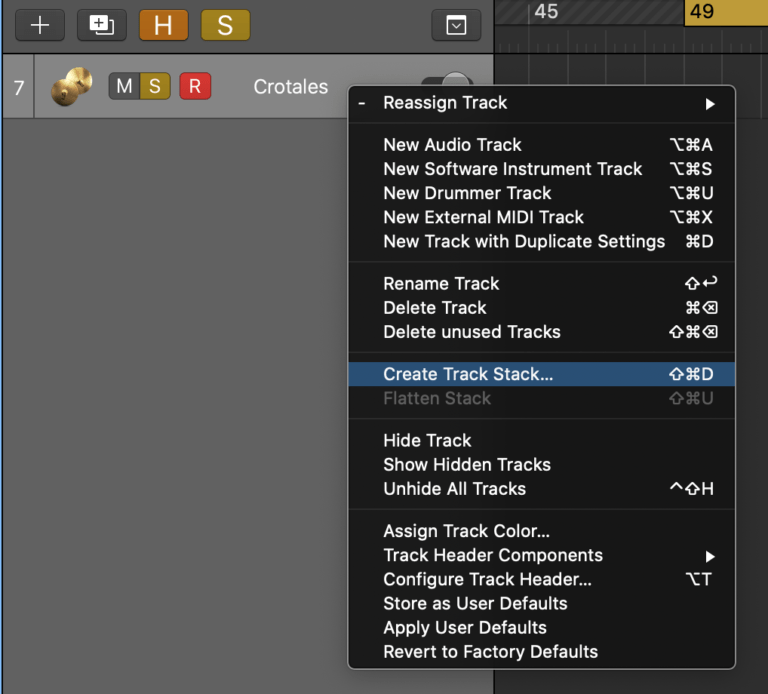 H S
45 49
7 M S R Crotales
- Reassign Track ▶
New Audio Track ⌥⌘A
New Software Instrument Track ⌥⌘S
New Drummer Track ⌥⌘U
New External MIDI Track ⌥⌘X
New Track with Duplicate Settings ⌘D
Rename Track ⇧↩
Delete Track ⌘⌫
Delete unused Tracks ⇧⌘⌫
Create Track Stack... ⇧⌘D
Flatten Stack ⇧⌘U
Hide Track
Show Hidden Tracks
Unhide All Tracks ^⇧H
Assign Track Color...
Track Header Components ▶
Configure Track Header... ⌥T
Store as User Defaults
Apply User Defaults
Revert to Factory Defaults